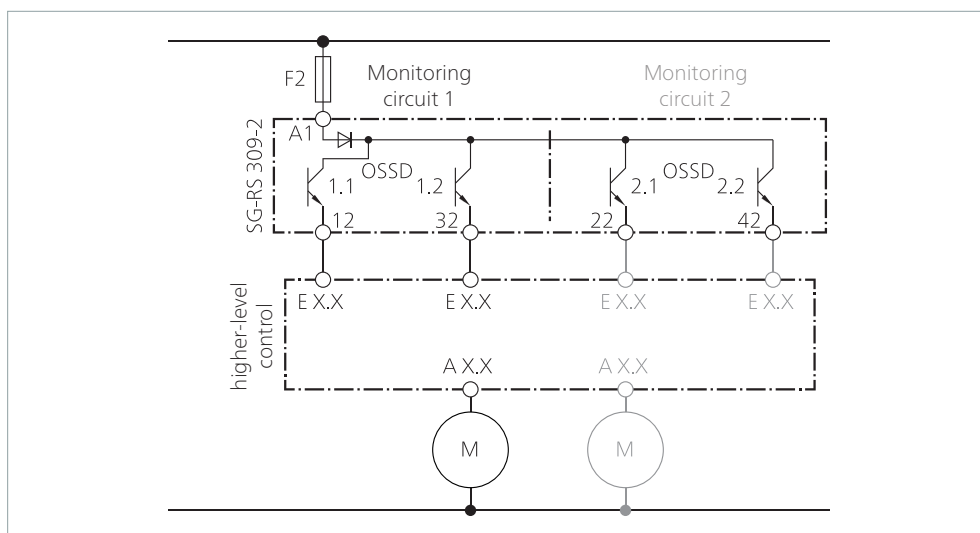 F2
Monitoring
circuit 1
Monitoring
circuit 2
SG-RS 309-2
A1
OSSD
1.1
1.2
OSSD
2.1
2.2
12
32
22
42
higher-level
control
E X.X
E X.X
E X.X
E X.X
A X.X
A X.X
M
M